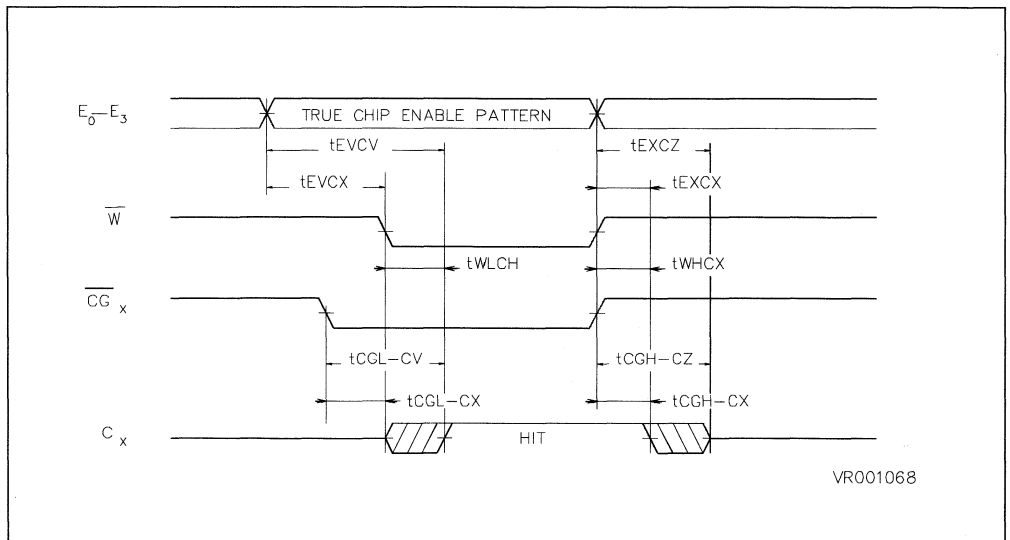 E0—E3
TRUE CHIP ENABLE PATTERN
tEVCV
tEXCZ
tEVCX
tEXCX
W
tWLCH
tWHCX
CG x
tCGL—CV
tCGH—CZ
tCGL—CX
tCGH—CX
C x
HIT
VR001068